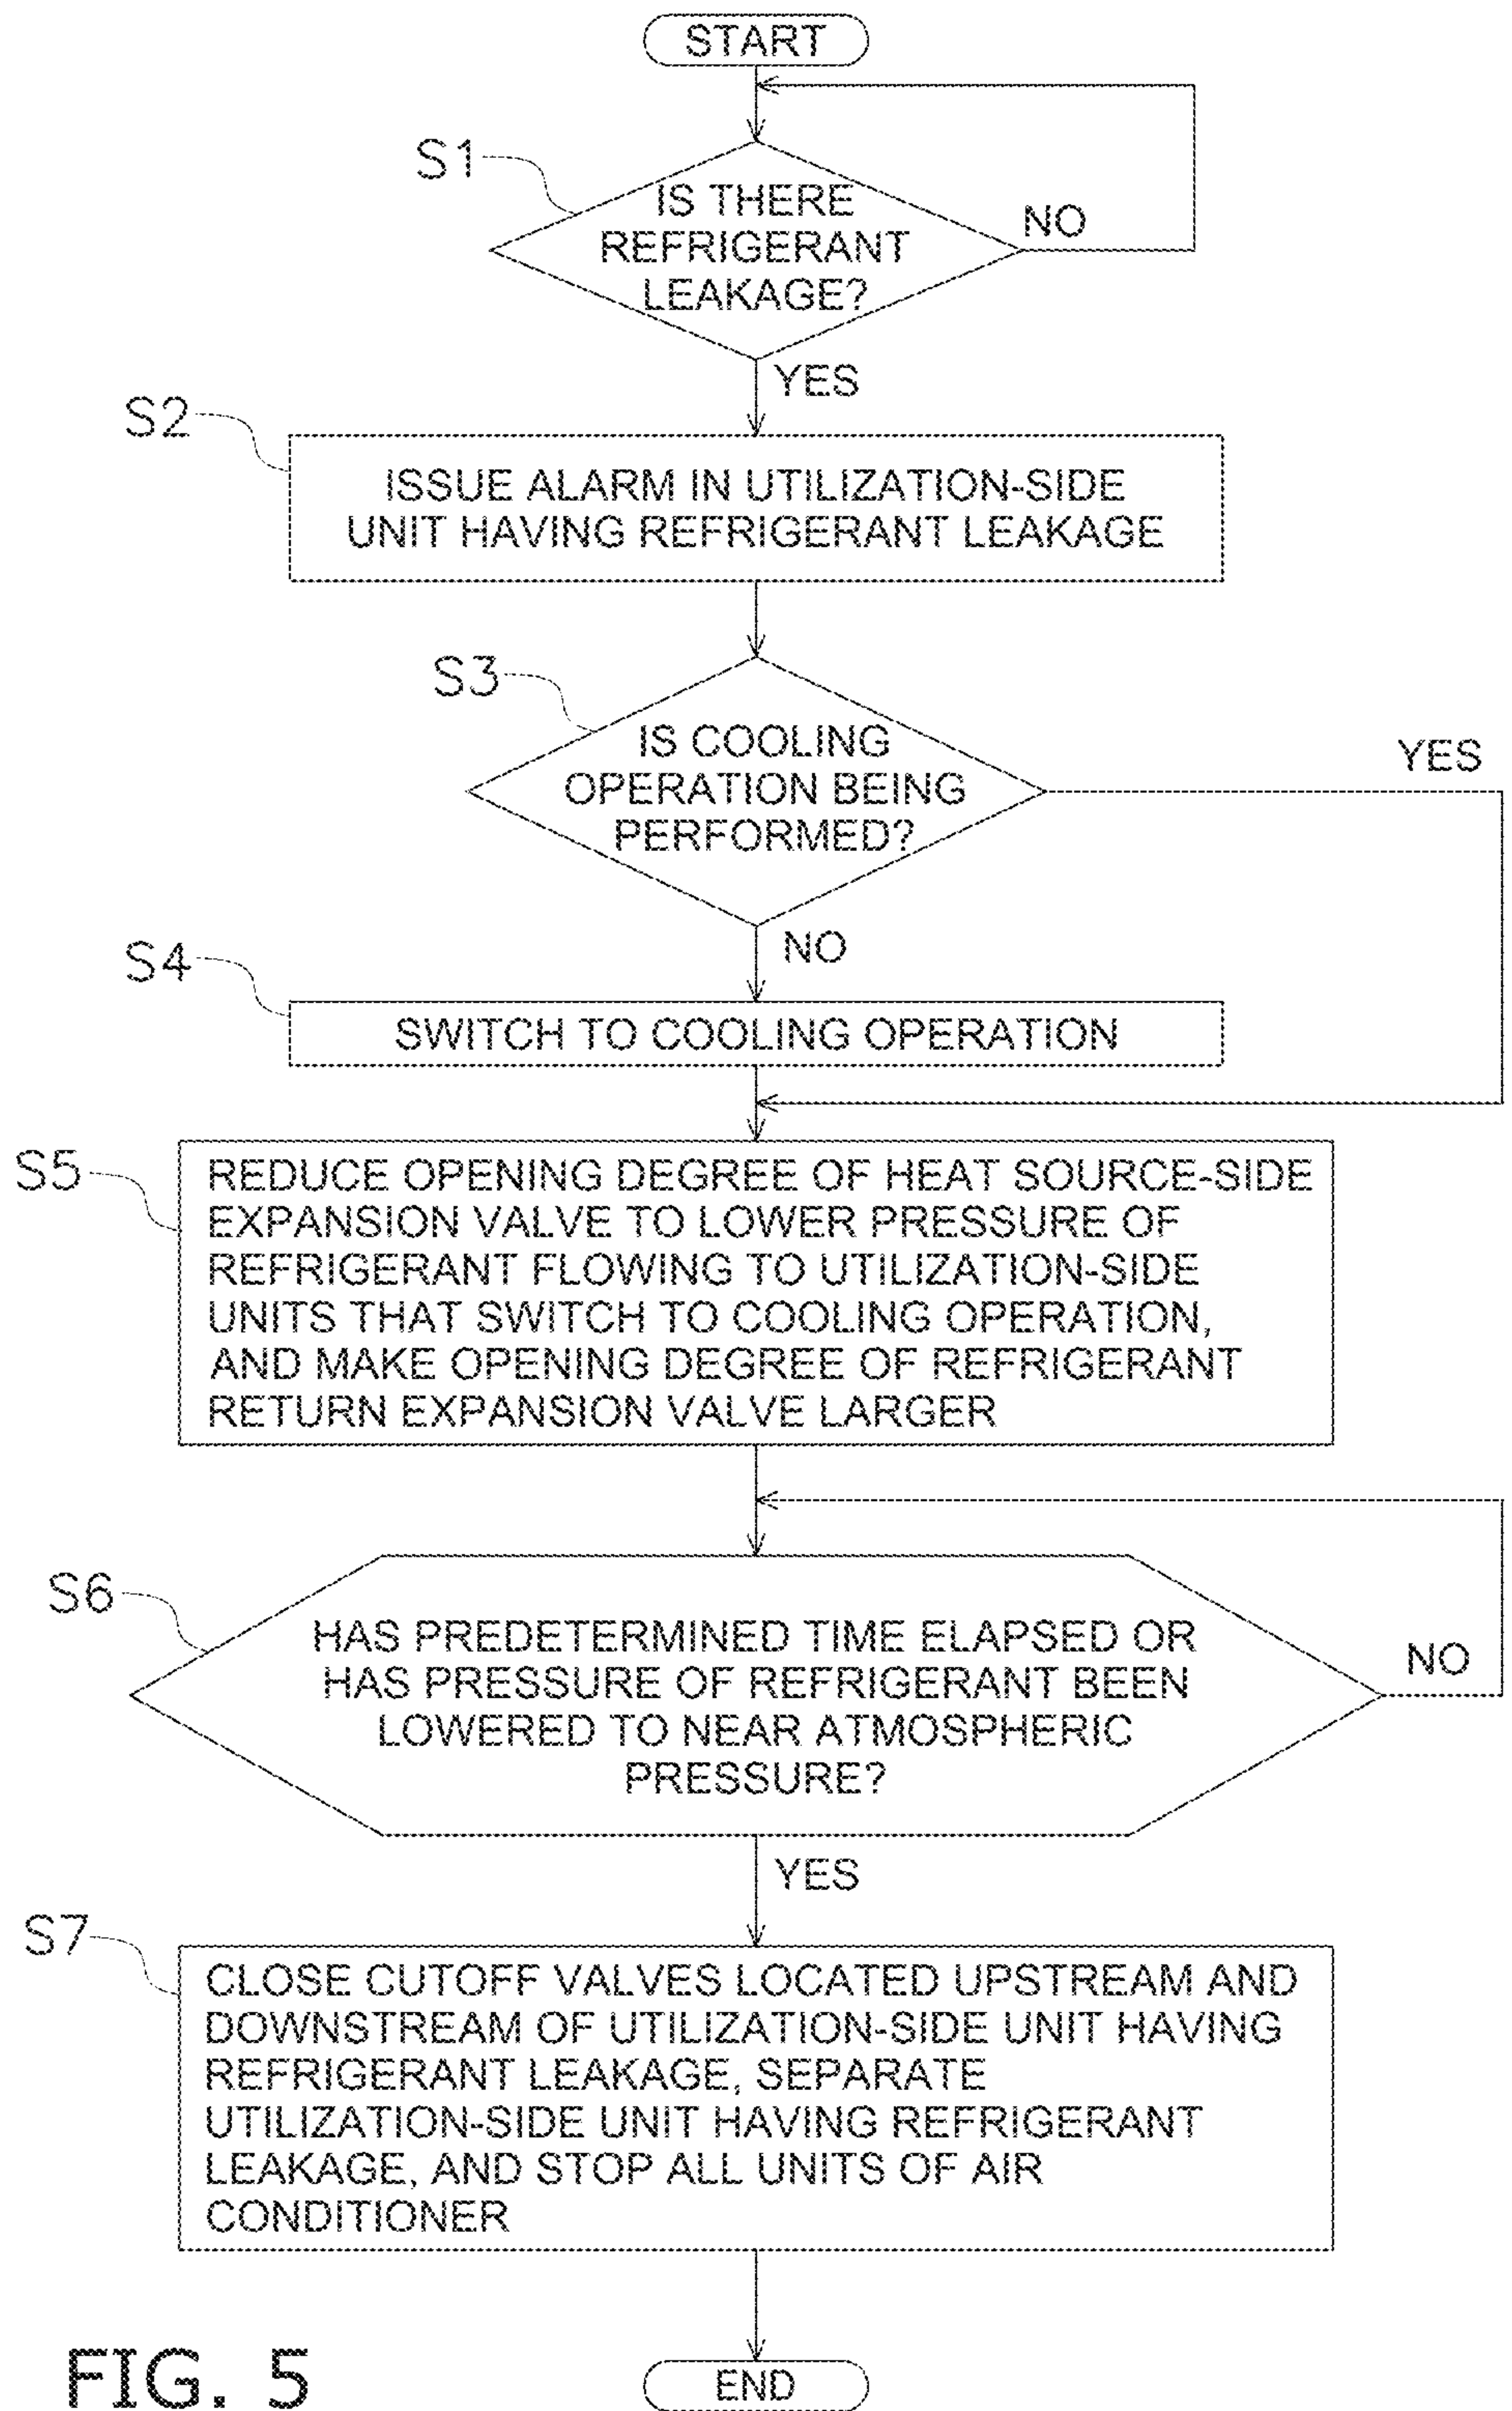 START
S1
IS THERE
REFRIGERANT
LEAKAGE?
NO
YES
S2
ISSUE ALARM IN UTILIZATION-SIDE
UNIT HAVING REFRIGERANT LEAKAGE
S3
IS COOLING
OPERATION BEING
PERFORMED?
YES
NO
S4
SWITCH TO COOLING OPERATION
S5
REDUCE OPENING DEGREE OF HEAT SOURCE-SIDE
EXPANSION VALVE TO LOWER PRESSURE OF
REFRIGERANT FLOWING TO UTILIZATION-SIDE
UNITS THAT SWITCH TO COOLING OPERATION,
AND MAKE OPENING DEGREE OF REFRIGERANT
RETURN EXPANSION VALVE LARGER
S6
HAS PREDETERMINED TIME ELAPSED OR
HAS PRESSURE OF REFRIGERANT BEEN
LOWERED TO NEAR ATMOSPHERIC
PRESSURE?
NO
YES
S7
CLOSE CUTOFF VALVES LOCATED UPSTREAM AND
DOWNSTREAM OF UTILIZATION-SIDE UNIT HAVING
REFRIGERANT LEAKAGE, SEPARATE
UTILIZATION-SIDE UNIT HAVING REFRIGERANT
LEAKAGE, AND STOP ALL UNITS OF AIR
CONDITIONER
END
FIG. 5